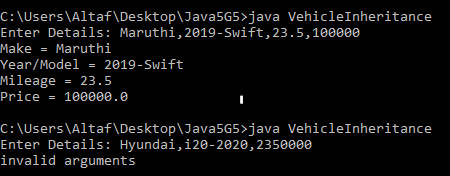 C:\Users\Altaf\Desktop\Java5G5>java VehicleInheritance
Enter Details: Maruthi,2019-Swift,23.5,100000
Make = Maruthi
Year/Model = 2019-Swift
Mileage = 23.5
Price = 100000.0
C:\Users\Altaf\Desktop\Java5G5>java VehicleInheritance
Enter Details: Hyundai,i20-2020,2350000
invalid arguments